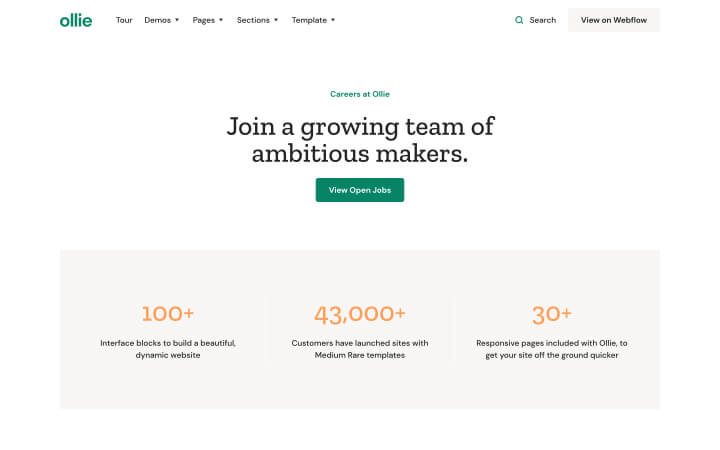 ollie Tour Demos Pages Sections Template Search View on Webflow
Careers at Ollie
Join a growing team of
ambitious makers.
View Open Jobs
100+ 43,000+ 30+
Interface blocks to build a beautiful, Customers have launched sites with Responsive pages included with Ollie, to
dynamic website Medium Rare templates get your site off the ground quicker